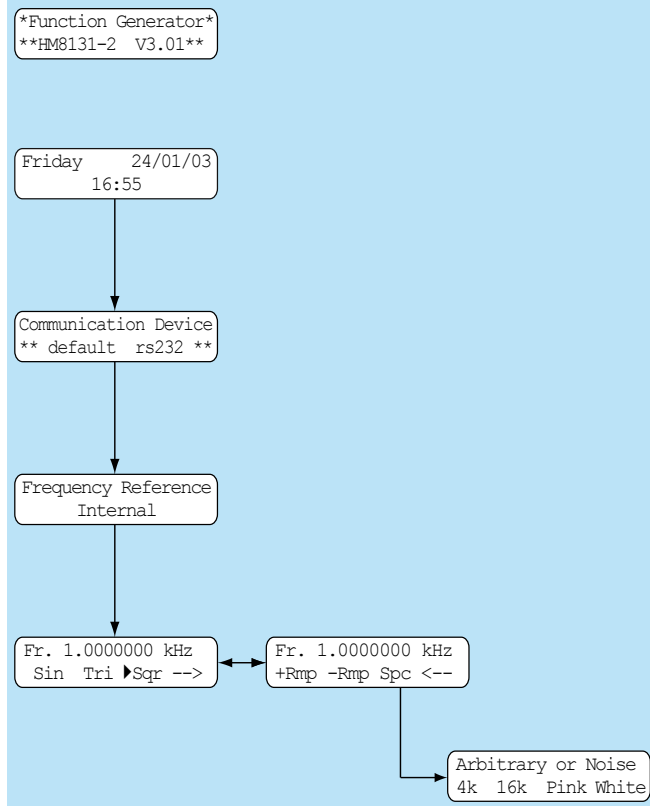 *Function Generator*
**HM8131-2 V3.01**
Friday 24/01/03
16:55
Communication Device
** default rs232 **
Frequency Reference
Internal
Fr. 1.0000000 kHz
Sin Tri ▶Sqr -->
Fr. 1.0000000 kHz
+Rmp -Rmp Spc <--
Arbitrary or Noise
4k 16k Pink White